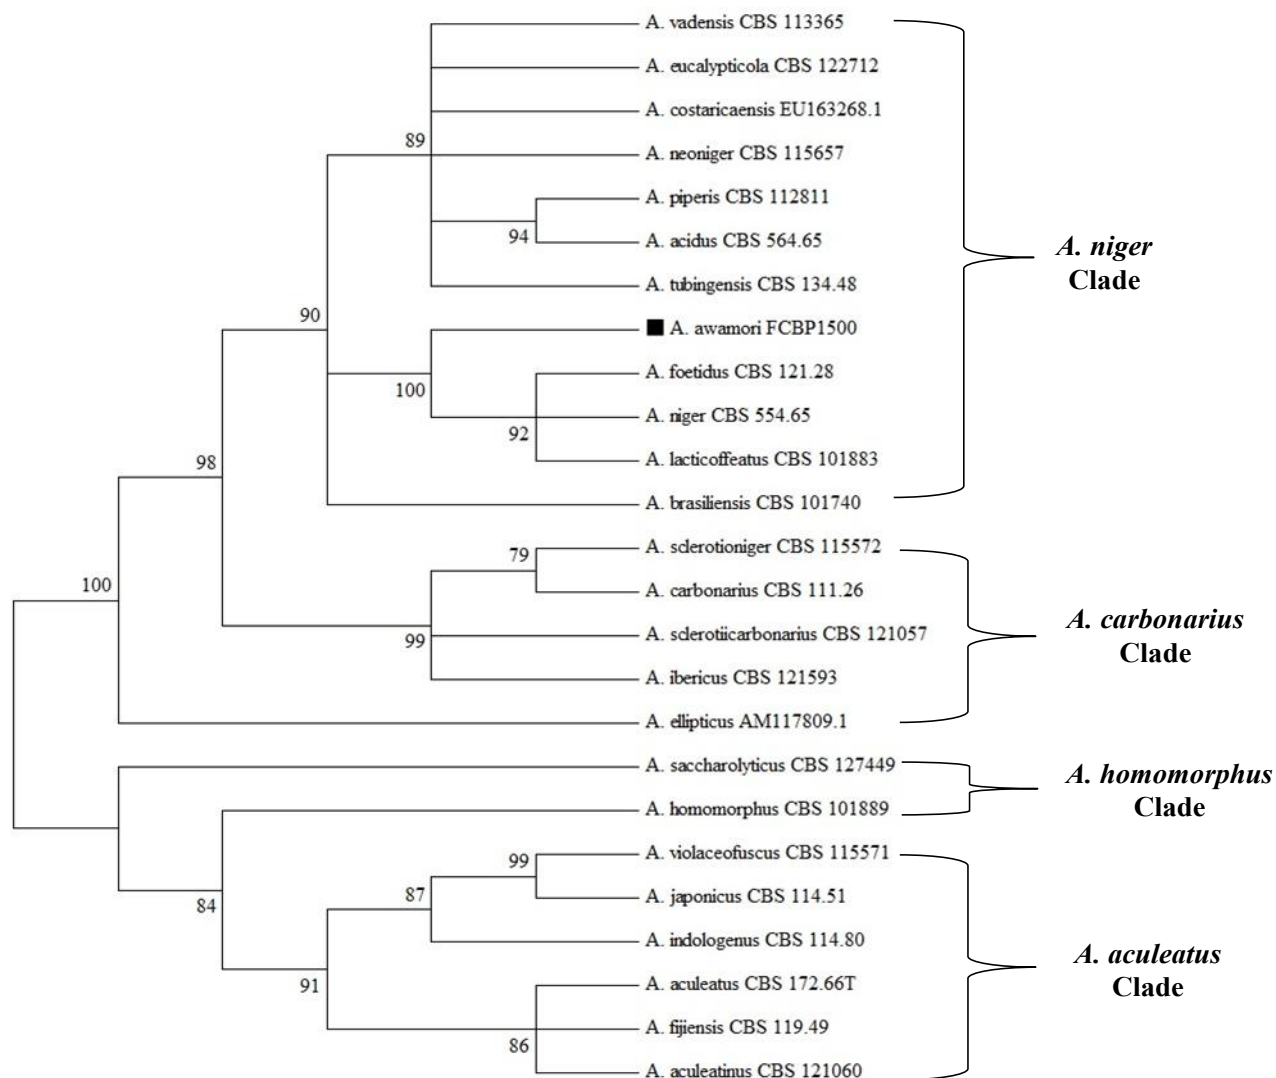 A. vadensis CBS 113365
A. eucalypticola CBS 122712
A. costaricaensis EU163268.1
89
A. neoniger CBS 115657
A. piperis CBS 112811
94
A. acidus CBS 564.65
A. niger
Clade
A. tubingensis CBS 134.48
90
A. awamori FCBP1500
A. foetidus CBS 121.28
100
A. niger CBS 554.65
92
A. lacticoffeatus CBS 101883
98
A. brasiliensis CBS 101740
A. sclerotioniger CBS 115572
79
A. carbonarius CBS 111.26
100
A. carbonarius
Clade
A. sclerotiicarbonarius CBS 121057
99
A. ibericus CBS 121593
A. ellipticus AM117809.1
A. saccharolyticus CBS 127449
A. homomorphus
Clade
A. homomorphus CBS 101889
A. violaceofuscus CBS 115571
99
A. japonicus CBS 114.51
87
84
A. indologenus CBS 114.80
A. aculeatus
Clade
A. aculeatus CBS 172.66T
91
A. fijiensis CBS 119.49
86
A. aculeatinus CBS 121060